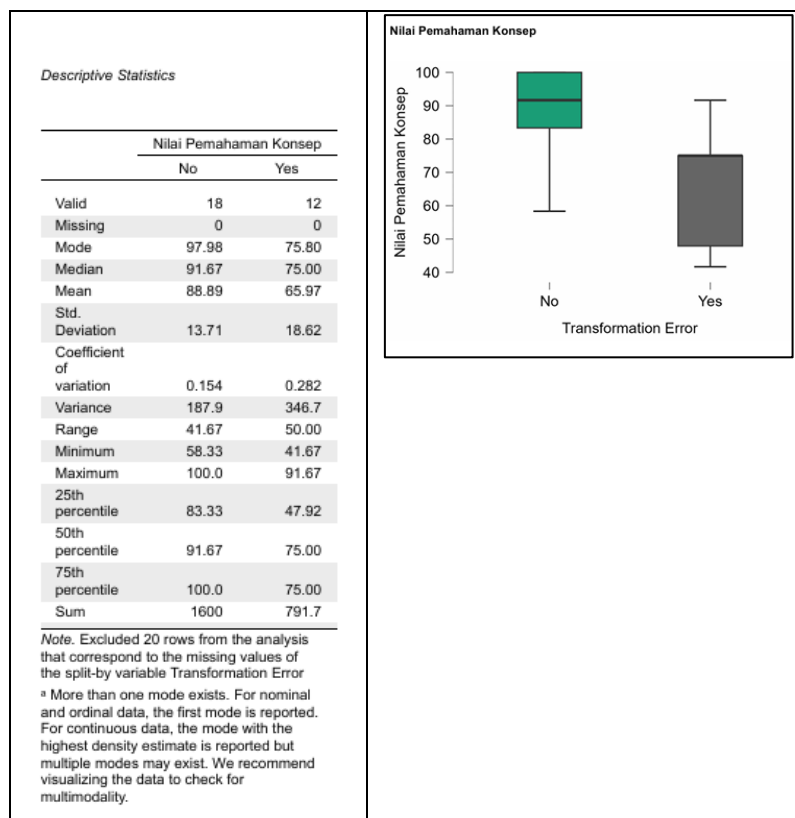 Descriptive Statistics
Nilai Pemahaman Konsep
No Yes
Valid 18 12
Missing 0 0
Mode 97.98 75.80
Median 91.67 75.00
Mean 88.89 65.97
Std.
Deviation 13.71 18.62
Coefficient
of
variation 0.154 0.282
Variance 187.9 346.7
Range 41.67 50.00
Minimum 58.33 41.67
Maximum 100.0 91.67
25th
percentile 83.33 47.92
50th
percentile 91.67 75.00
75th
percentile 100.0 75.00
Sum 1600 791.7
Note. Excluded 20 rows from the analysis
that correspond to the missing values of
the split-by variable Transformation Error
ᵃ More than one mode exists. For nominal
and ordinal data, the first mode is reported.
For continuous data, the mode with the
highest density estimate is reported but
multiple modes may exist. We recommend
visualizing the data to check for
multimodality.
Nilai Pemahaman Konsep
Nilai Pemahaman Konsep
100
90
80
70
60
50
40
No Yes
Transformation Error